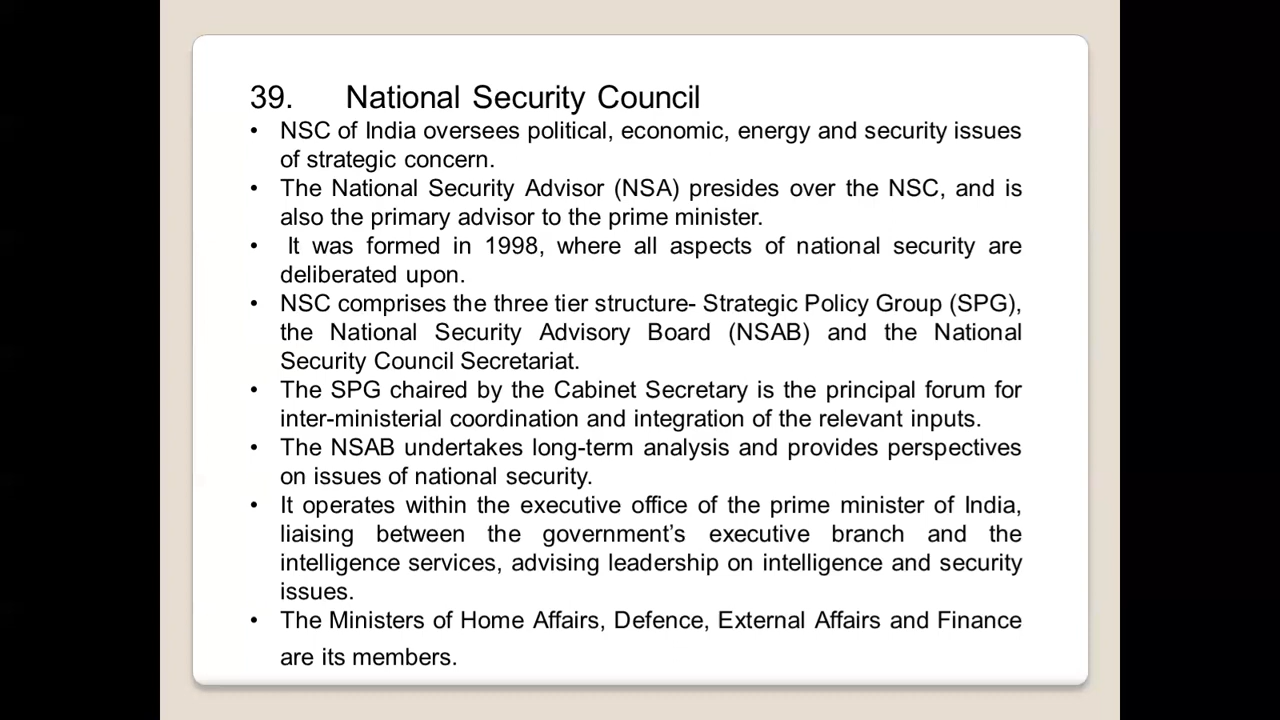 39. National Security Council
• NSC of India oversees political, economic, energy and security issues
of strategic concern.
• The National Security Advisor (NSA) presides over the NSC, and is
also the primary advisor to the prime minister.
• It was formed in 1998, where all aspects of national security are
deliberated upon.
• NSC comprises the three tier structure- Strategic Policy Group (SPG),
the National Security Advisory Board (NSAB) and the National
Security Council Secretariat.
• The SPG chaired by the Cabinet Secretary is the principal forum for
inter-ministerial coordination and integration of the relevant inputs.
• The NSAB undertakes long-term analysis and provides perspectives
on issues of national security.
• It operates within the executive office of the prime minister of India,
liaising between the government’s executive branch and the
intelligence services, advising leadership on intelligence and security
issues.
• The Ministers of Home Affairs, Defence, External Affairs and Finance
are its members.